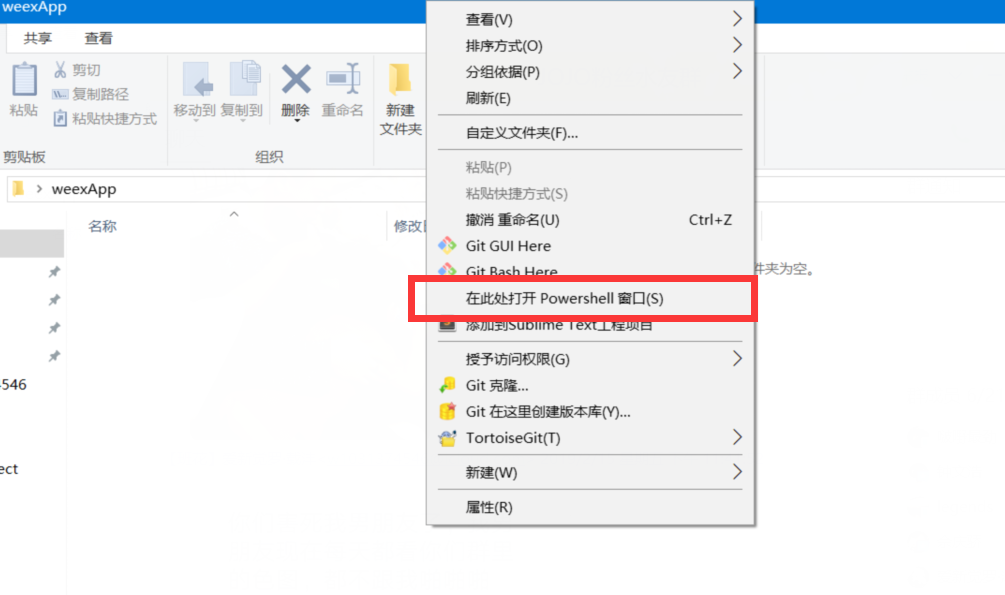 weexApp
共享 查看
粘贴
剪切
复制路径
粘贴快捷方式
移动到 复制到 删除 重命名
新建
文件夹
剪贴板
组织
weexApp
名称
修改
件夹为空。
546
ect
查看(V)
排序方式(O)
分组依据(P)
刷新(E)
自定义文件夹(F)...
粘贴(P)
粘贴快捷方式(S)
撤消 重命名(U) Ctrl+Z
Git GUI Here
Git Bash Here
在此处打开 Powershell 窗口(S)
添加到Sublime Text工程项目
授予访问权限(G)
Git 克隆...
Git 在这里创建版本库(Y)...
TortoiseGit(T)
新建(W)
属性(R)